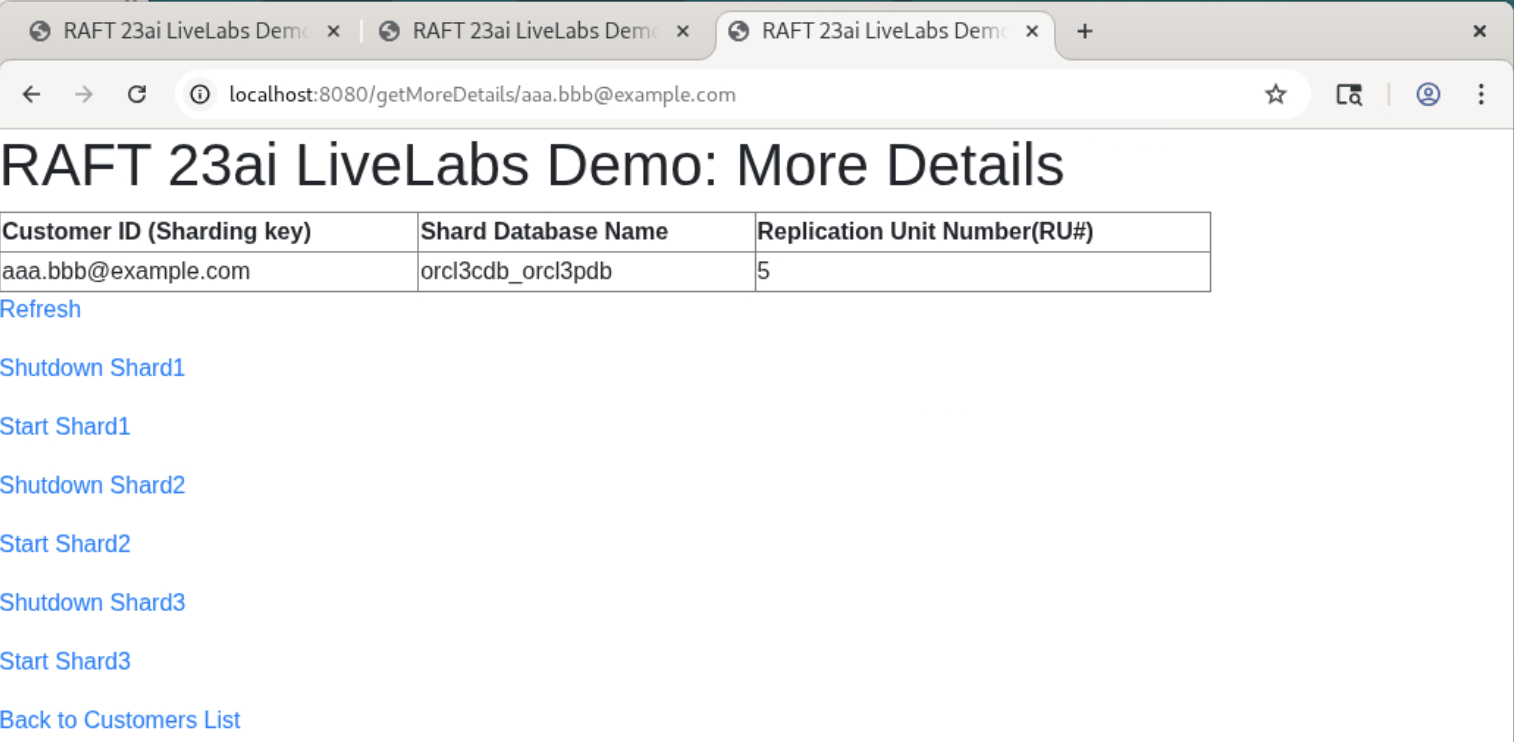 RAFT 23ai LiveLabs Demo RAFT 23ai LiveLabs Demo RAFT 23ai LiveLabs Demo
localhost:8080/getMoreDetails/aaa.bbb@example.com
RAFT 23ai LiveLabs Demo: More Details
Customer ID (Sharding key) Shard Database Name Replication Unit Number(RU#)
aaa.bbb@example.com orcl3cdb_orcl3pdb 5
Refresh
Shutdown Shard1
Start Shard1
Shutdown Shard2
Start Shard2
Shutdown Shard3
Start Shard3
Back to Customers List